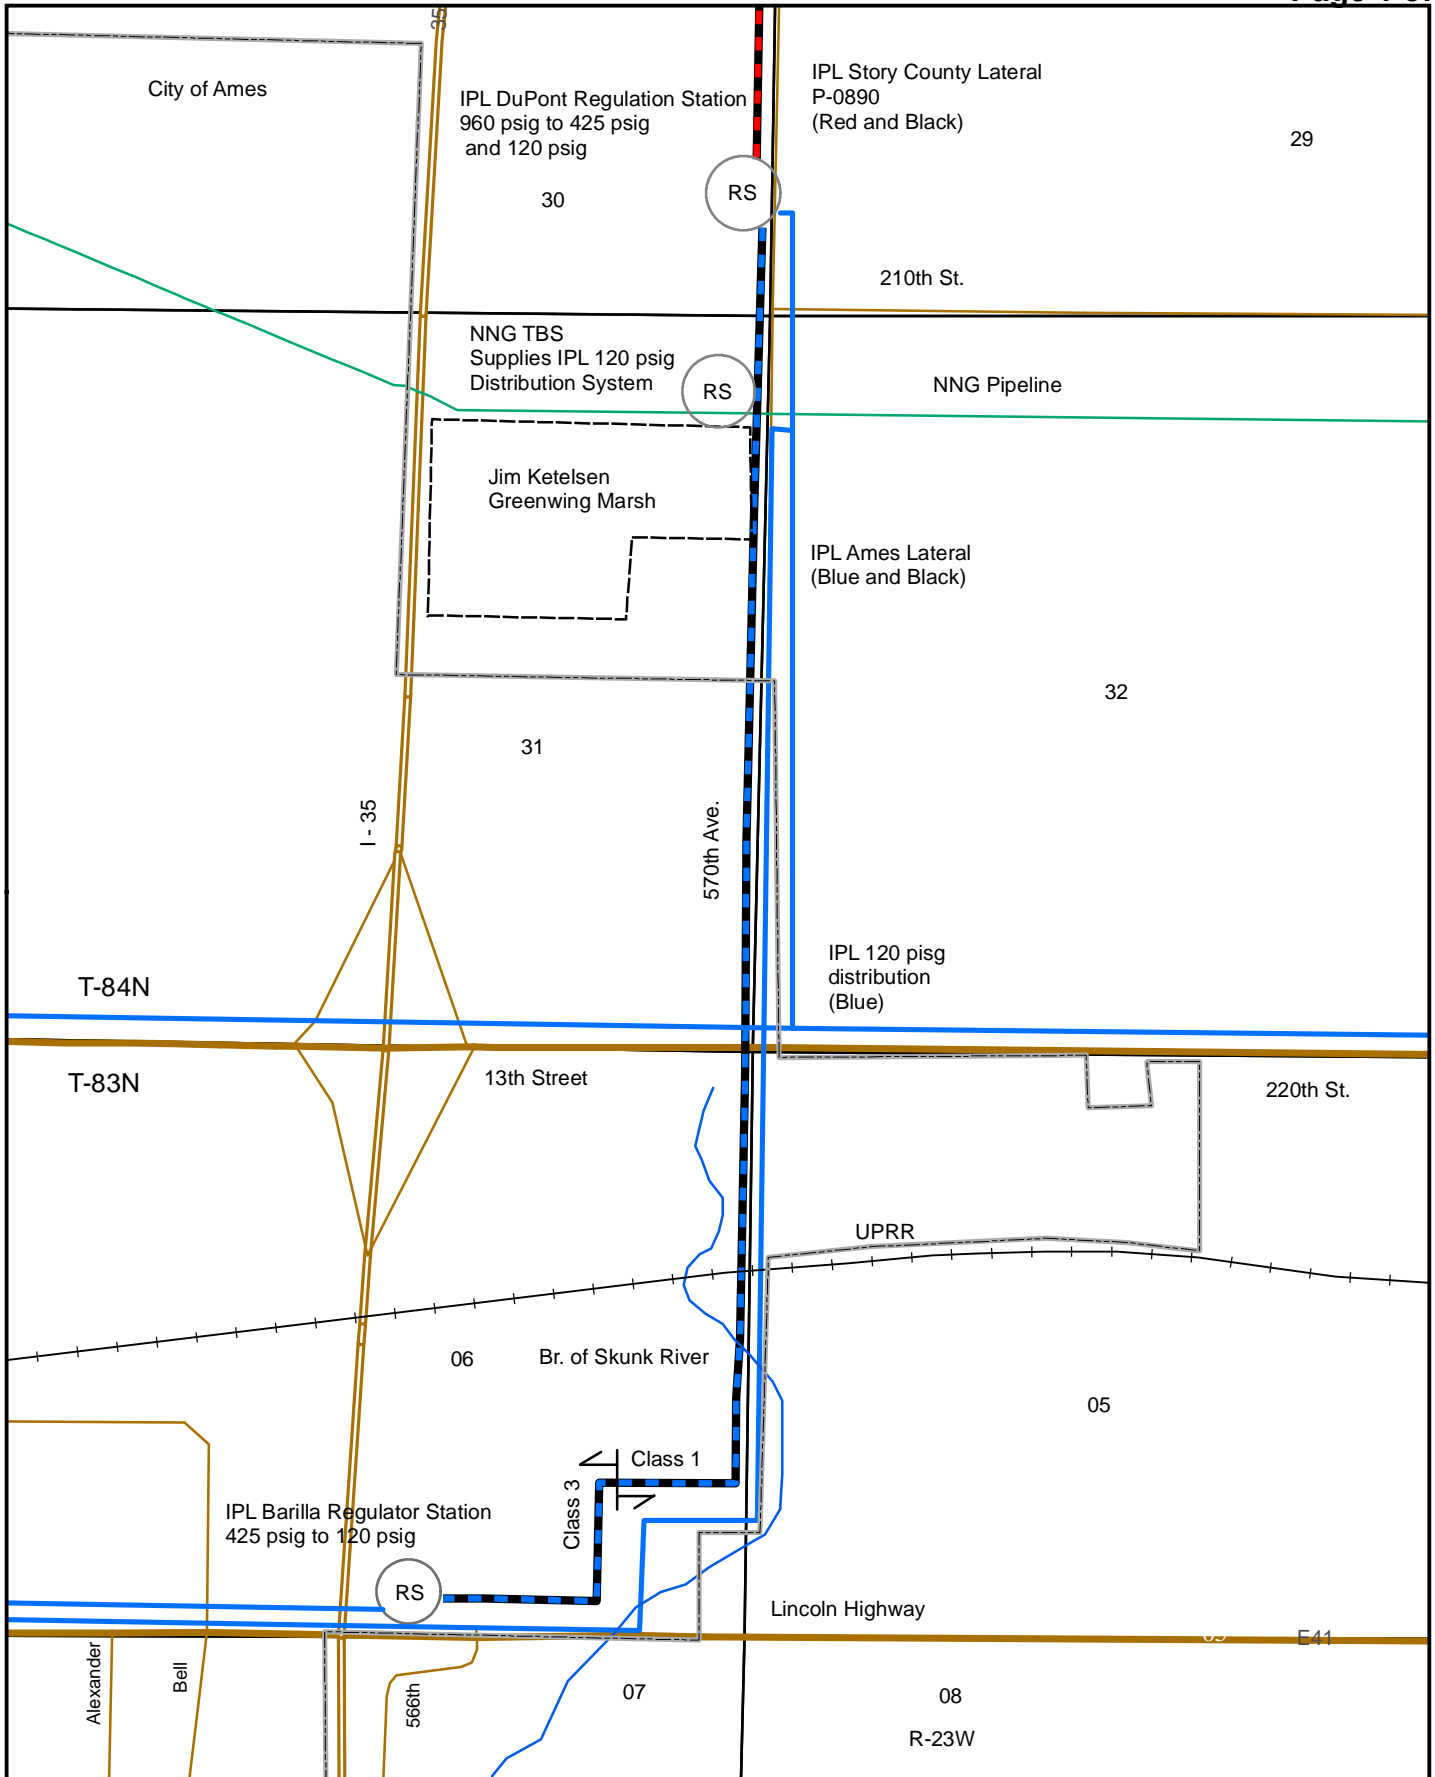 35
City of Ames
IPL DuPont Regulation Station
960 psig to 425 psig
and 120 psig
IPL Story County Lateral
P-0890
(Red and Black)
29
30
RS
210th St.
NNG TBS
Supplies IPL 120 psig
Distribution System
RS
NNG Pipeline
Jim Ketelsen
Greenwing Marsh
IPL Ames Lateral
(Blue and Black)
32
31
I - 35
570th Ave.
IPL 120 pisg
distribution
(Blue)
T-84N
T-83N
13th Street
220th St.
UPRR
06
Br. of Skunk River
05
Class 1
Class 3
IPL Barilla Regulator Station
425 psig to 120 psig
RS
Lincoln Highway
E41
Alexander
Bell
566th
07
08
R-23W